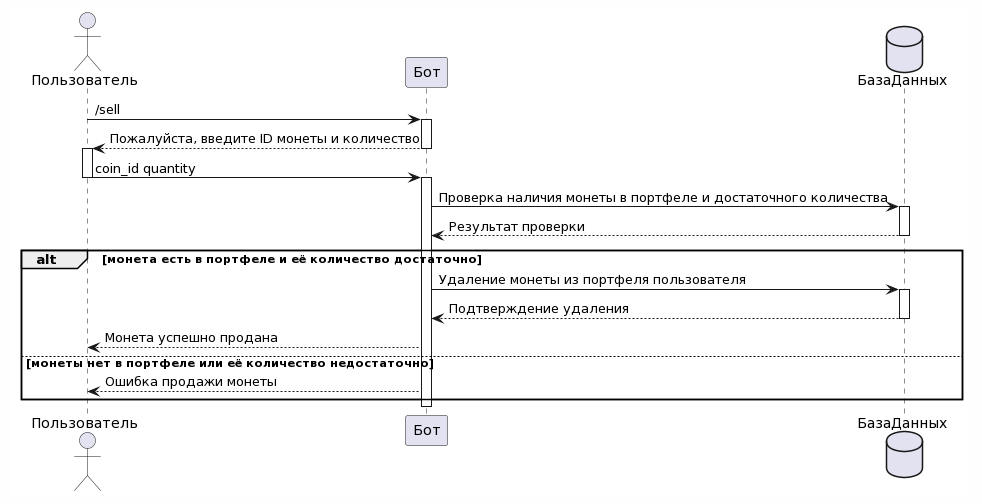 Пользователь
Бот
БазаДанных
/sell
Пожалуйста, введите ID монеты и количество
coin_id quantity
Проверка наличия монеты в портфеле и достаточного количества
Результат проверки
alt
[монета есть в портфеле и её количество достаточно]
Удаление монеты из портфеля пользователя
Подтверждение удаления
Монета успешно продана
[монеты нет в портфеле или её количество недостаточно]
Ошибка продажи монеты
Пользователь
Бот
БазаДанных